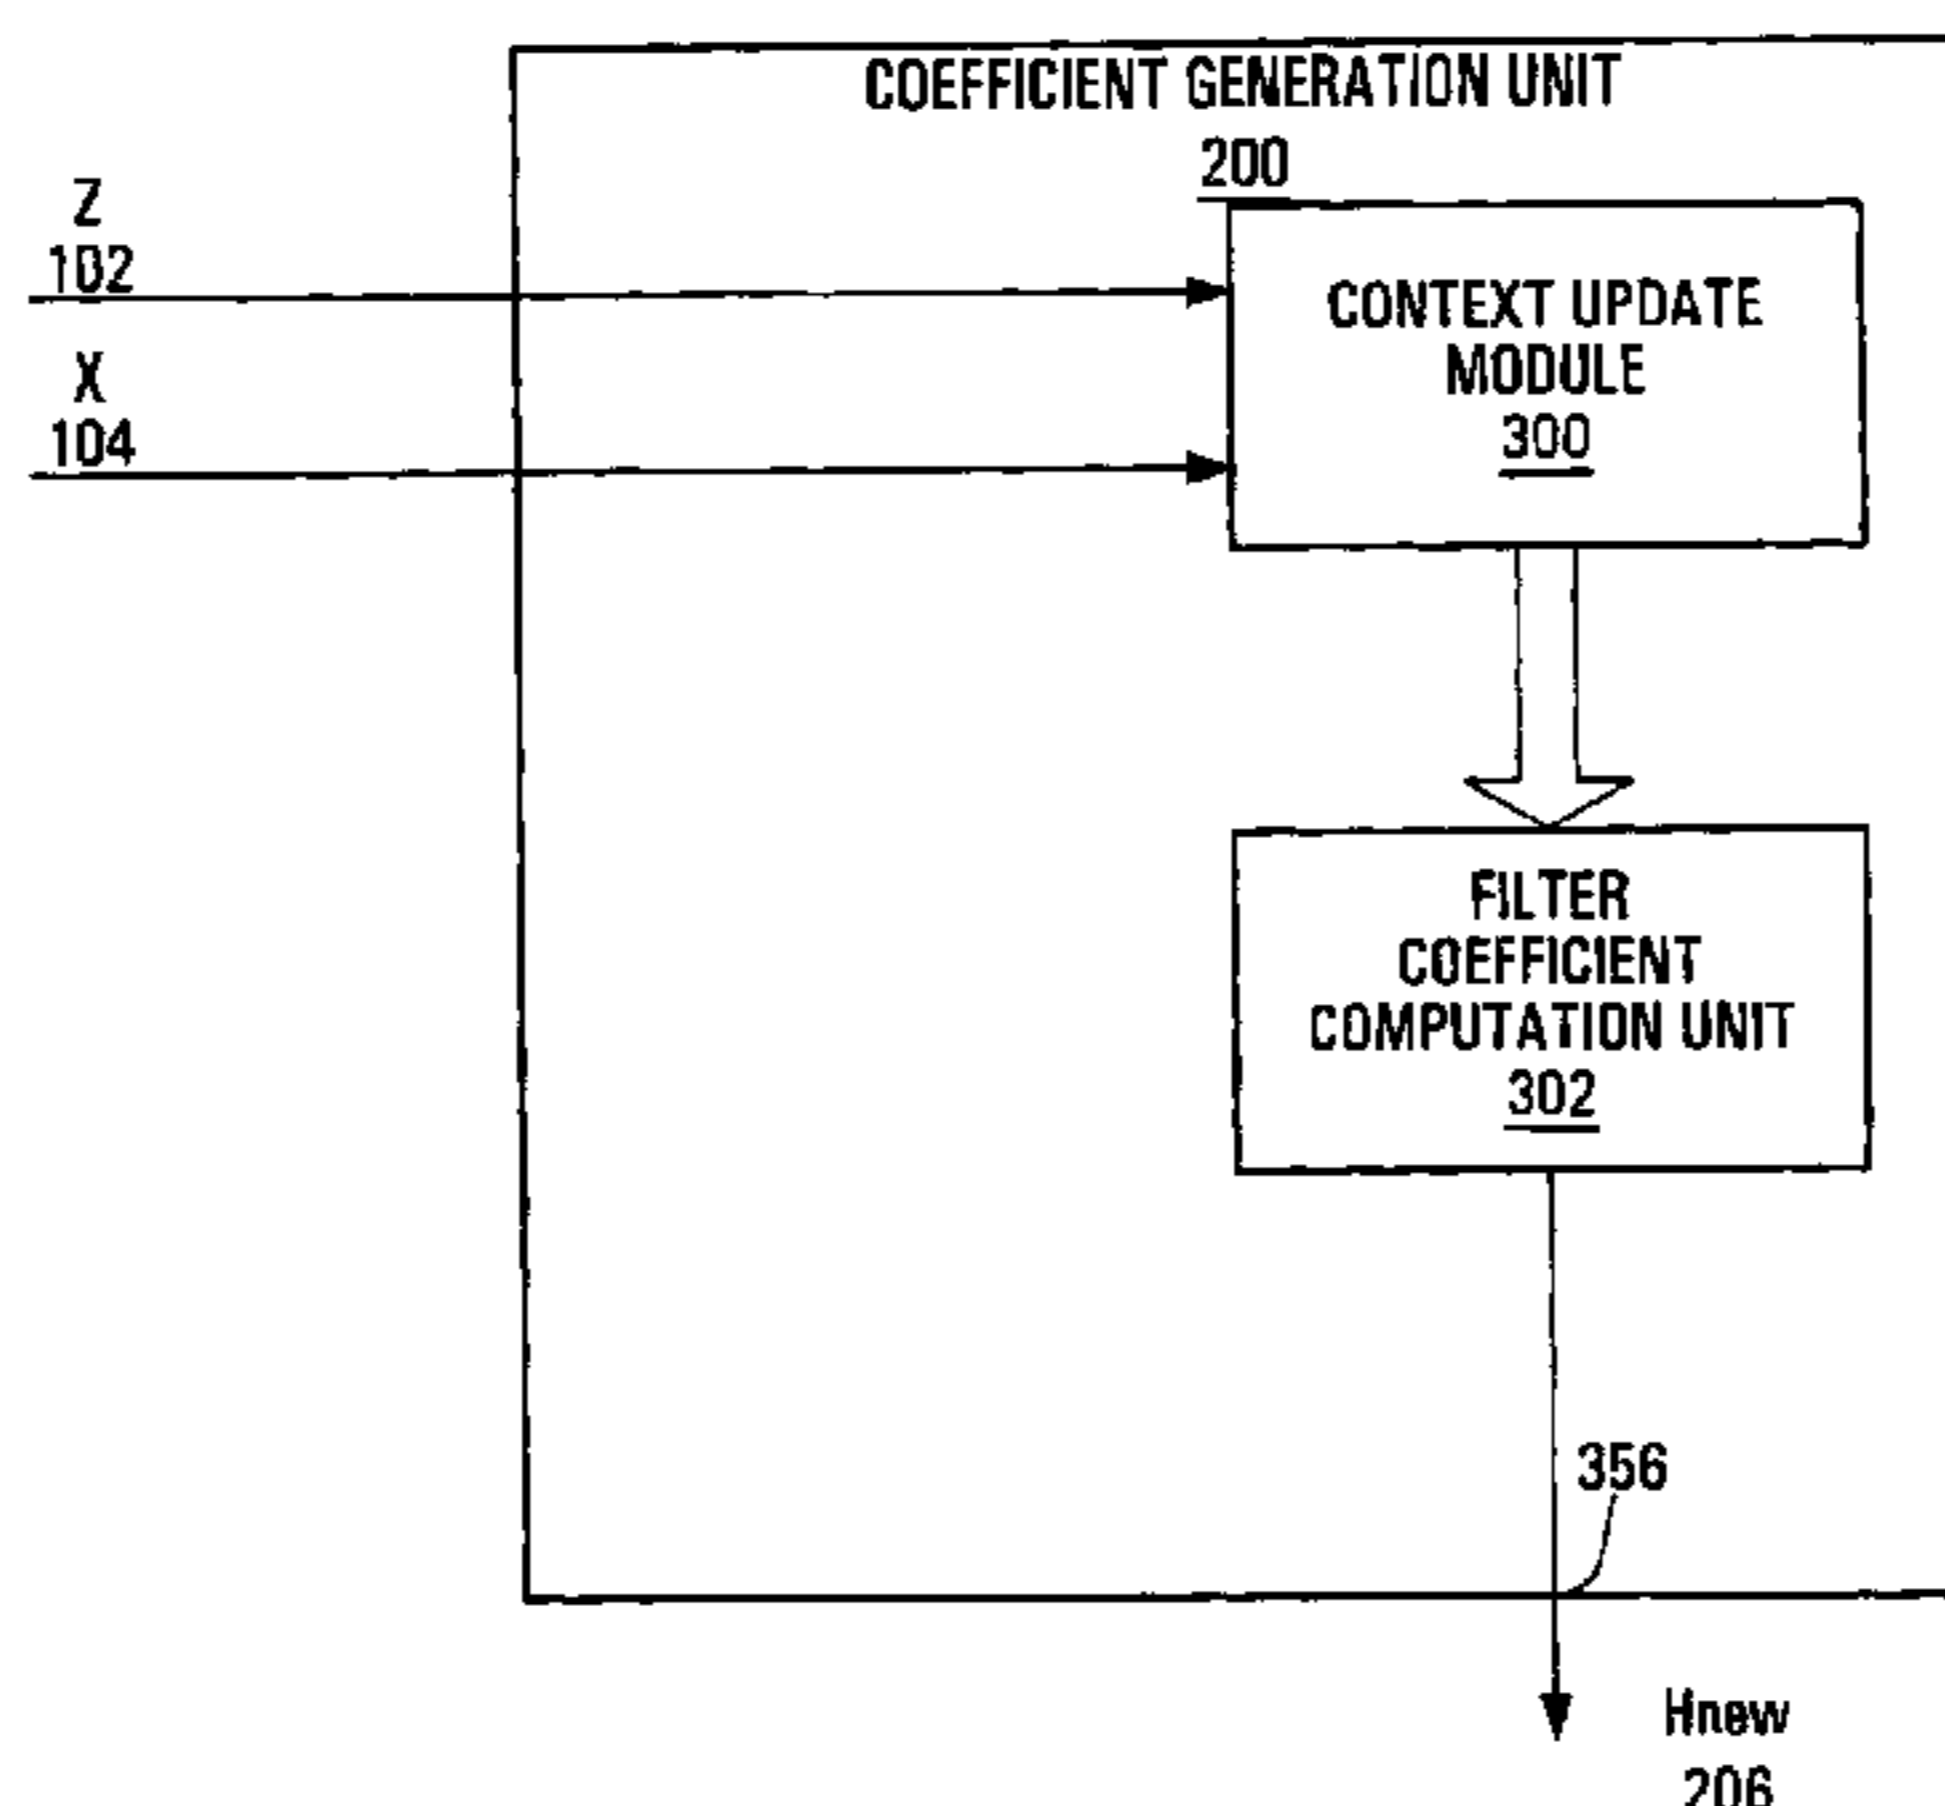 COEFFICIENT GENERATION UNIT
200
Z
102
X
104
CONTEXT UPDATE
MODULE
300
FILTER
COEFFICIENT
COMPUTATION UNIT
302
356
Hnew
206